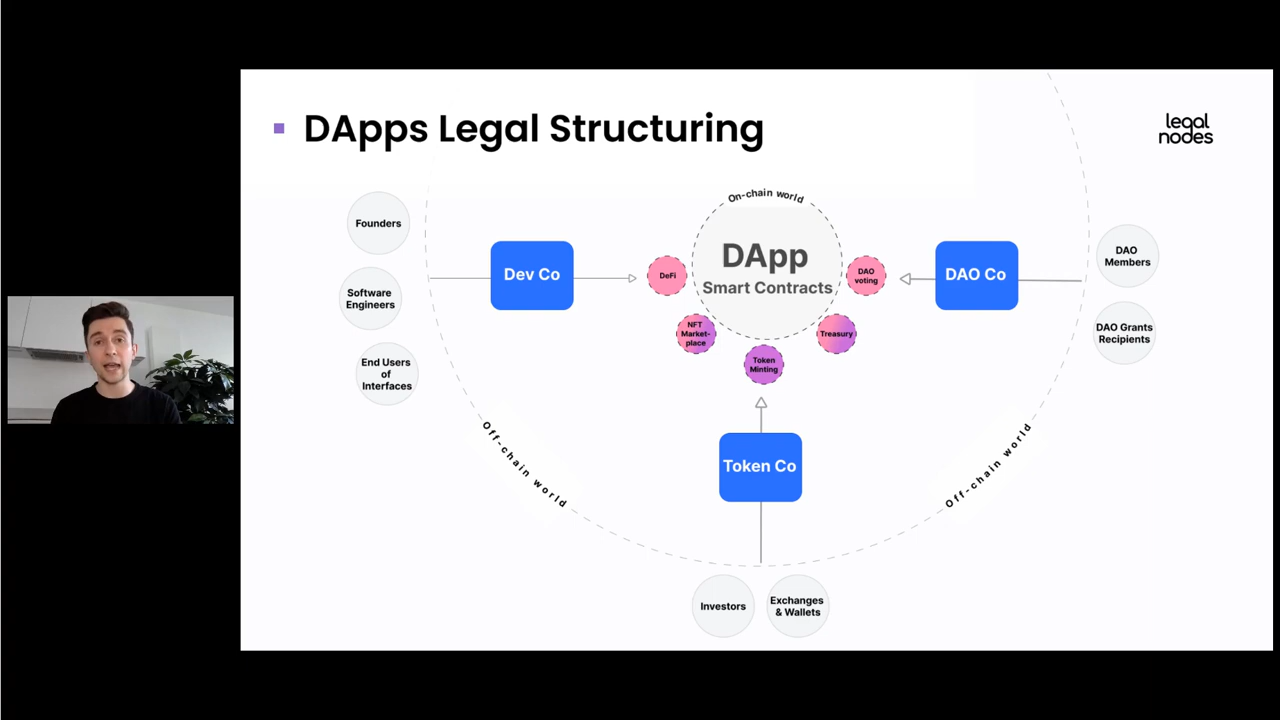 DApps Legal Structuring
legal
nodes
On-chain world
Founders
Software
Engineers
End Users
of
Interfaces
Dev Co
DeFi
DApp
Smart Contracts
DAO
voting
DAO Co
DAO
Members
DAO Grants
Recipients
NFT
Market-
place
Token
Minting
Treasury
Token Co
Off-chain world
Off-chain world
Investors
Exchanges
& Wallets